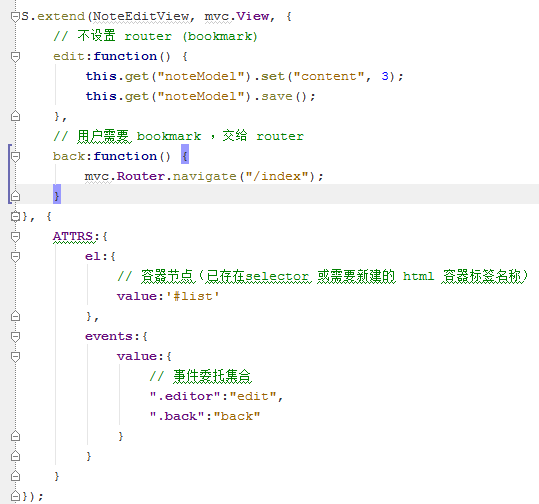 S.extend(NoteEditView, mvc.View, {
    // 不设置 router (bookmark)
    edit:function() {
        this.get("noteModel").set("content", 3);
        this.get("noteModel").save();
    },
    // 用户需要 bookmark ，交给 router
    back:function() {
        mvc.Router.navigate("/index");
    }
}, {
    ATTRS:{
        el:{
            // 容器节点（已存在selector 或需要新建的 html 容器标签名称）
            value:'#list'
        },
        events:{
            value:{
                // 事件委托集合
                ".editor":"edit",
                ".back":"back"
            }
        }
    }
});